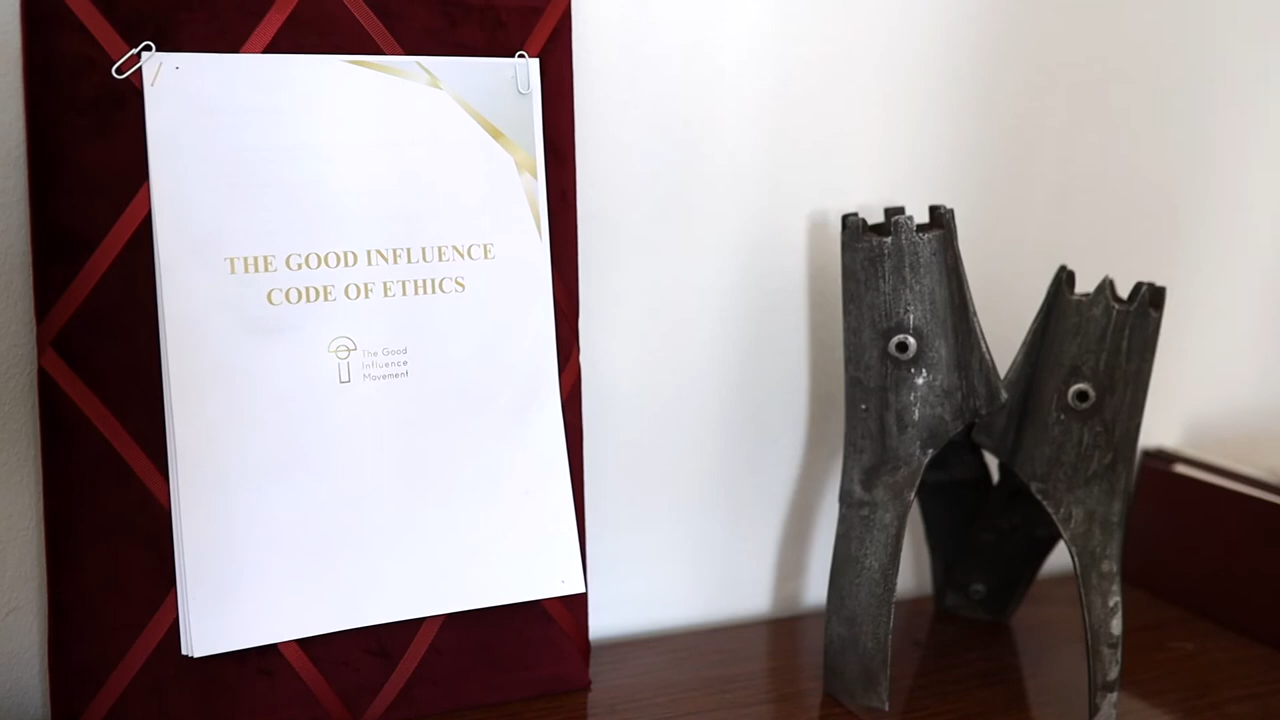 THE GOOD INFLUENCE
CODE OF ETHICS
The Good
Influence
Movement